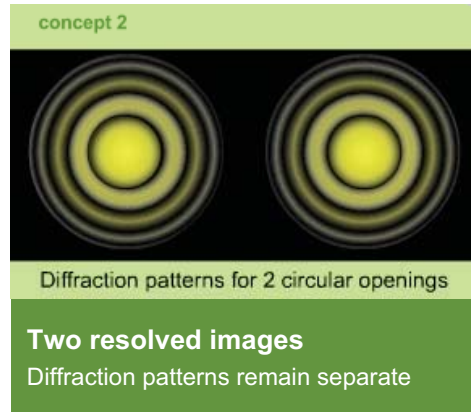 concept 2
Diffraction patterns for 2 circular openings
Two resolved images
Diffraction patterns remain separate